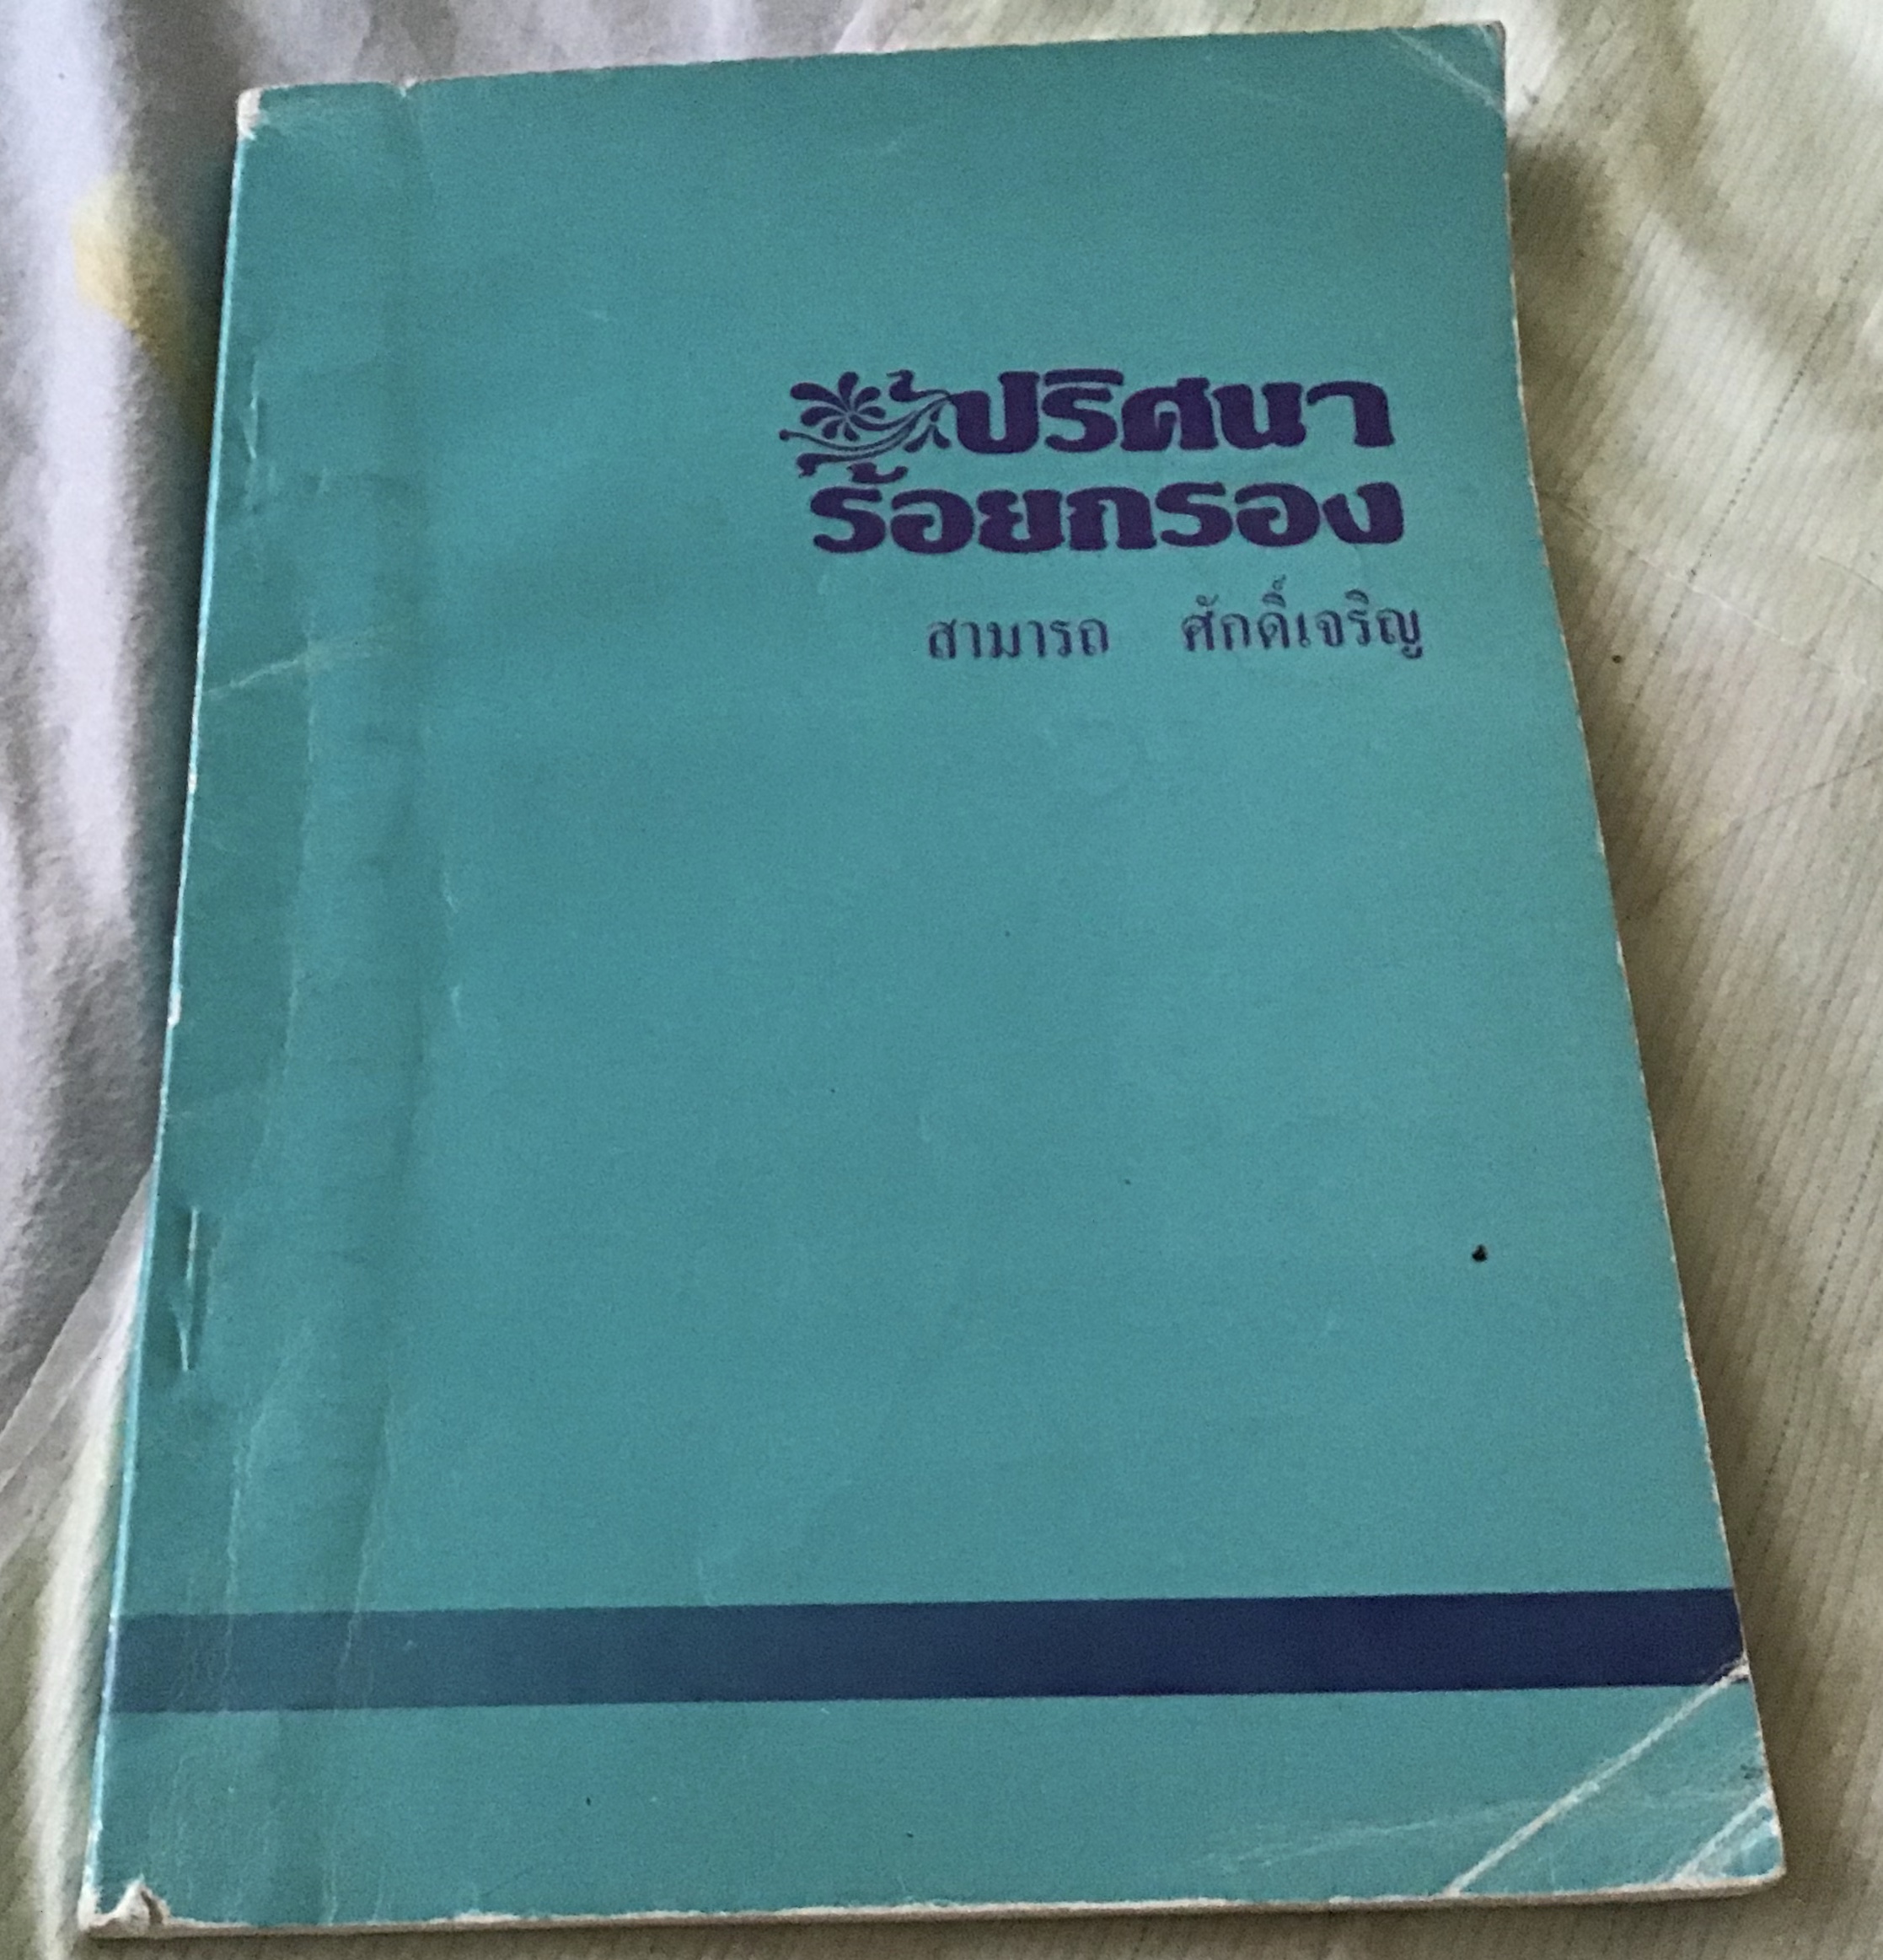 ปริศนา
ร้อยกรอง
สามารถ ศักดิ์เจริญ